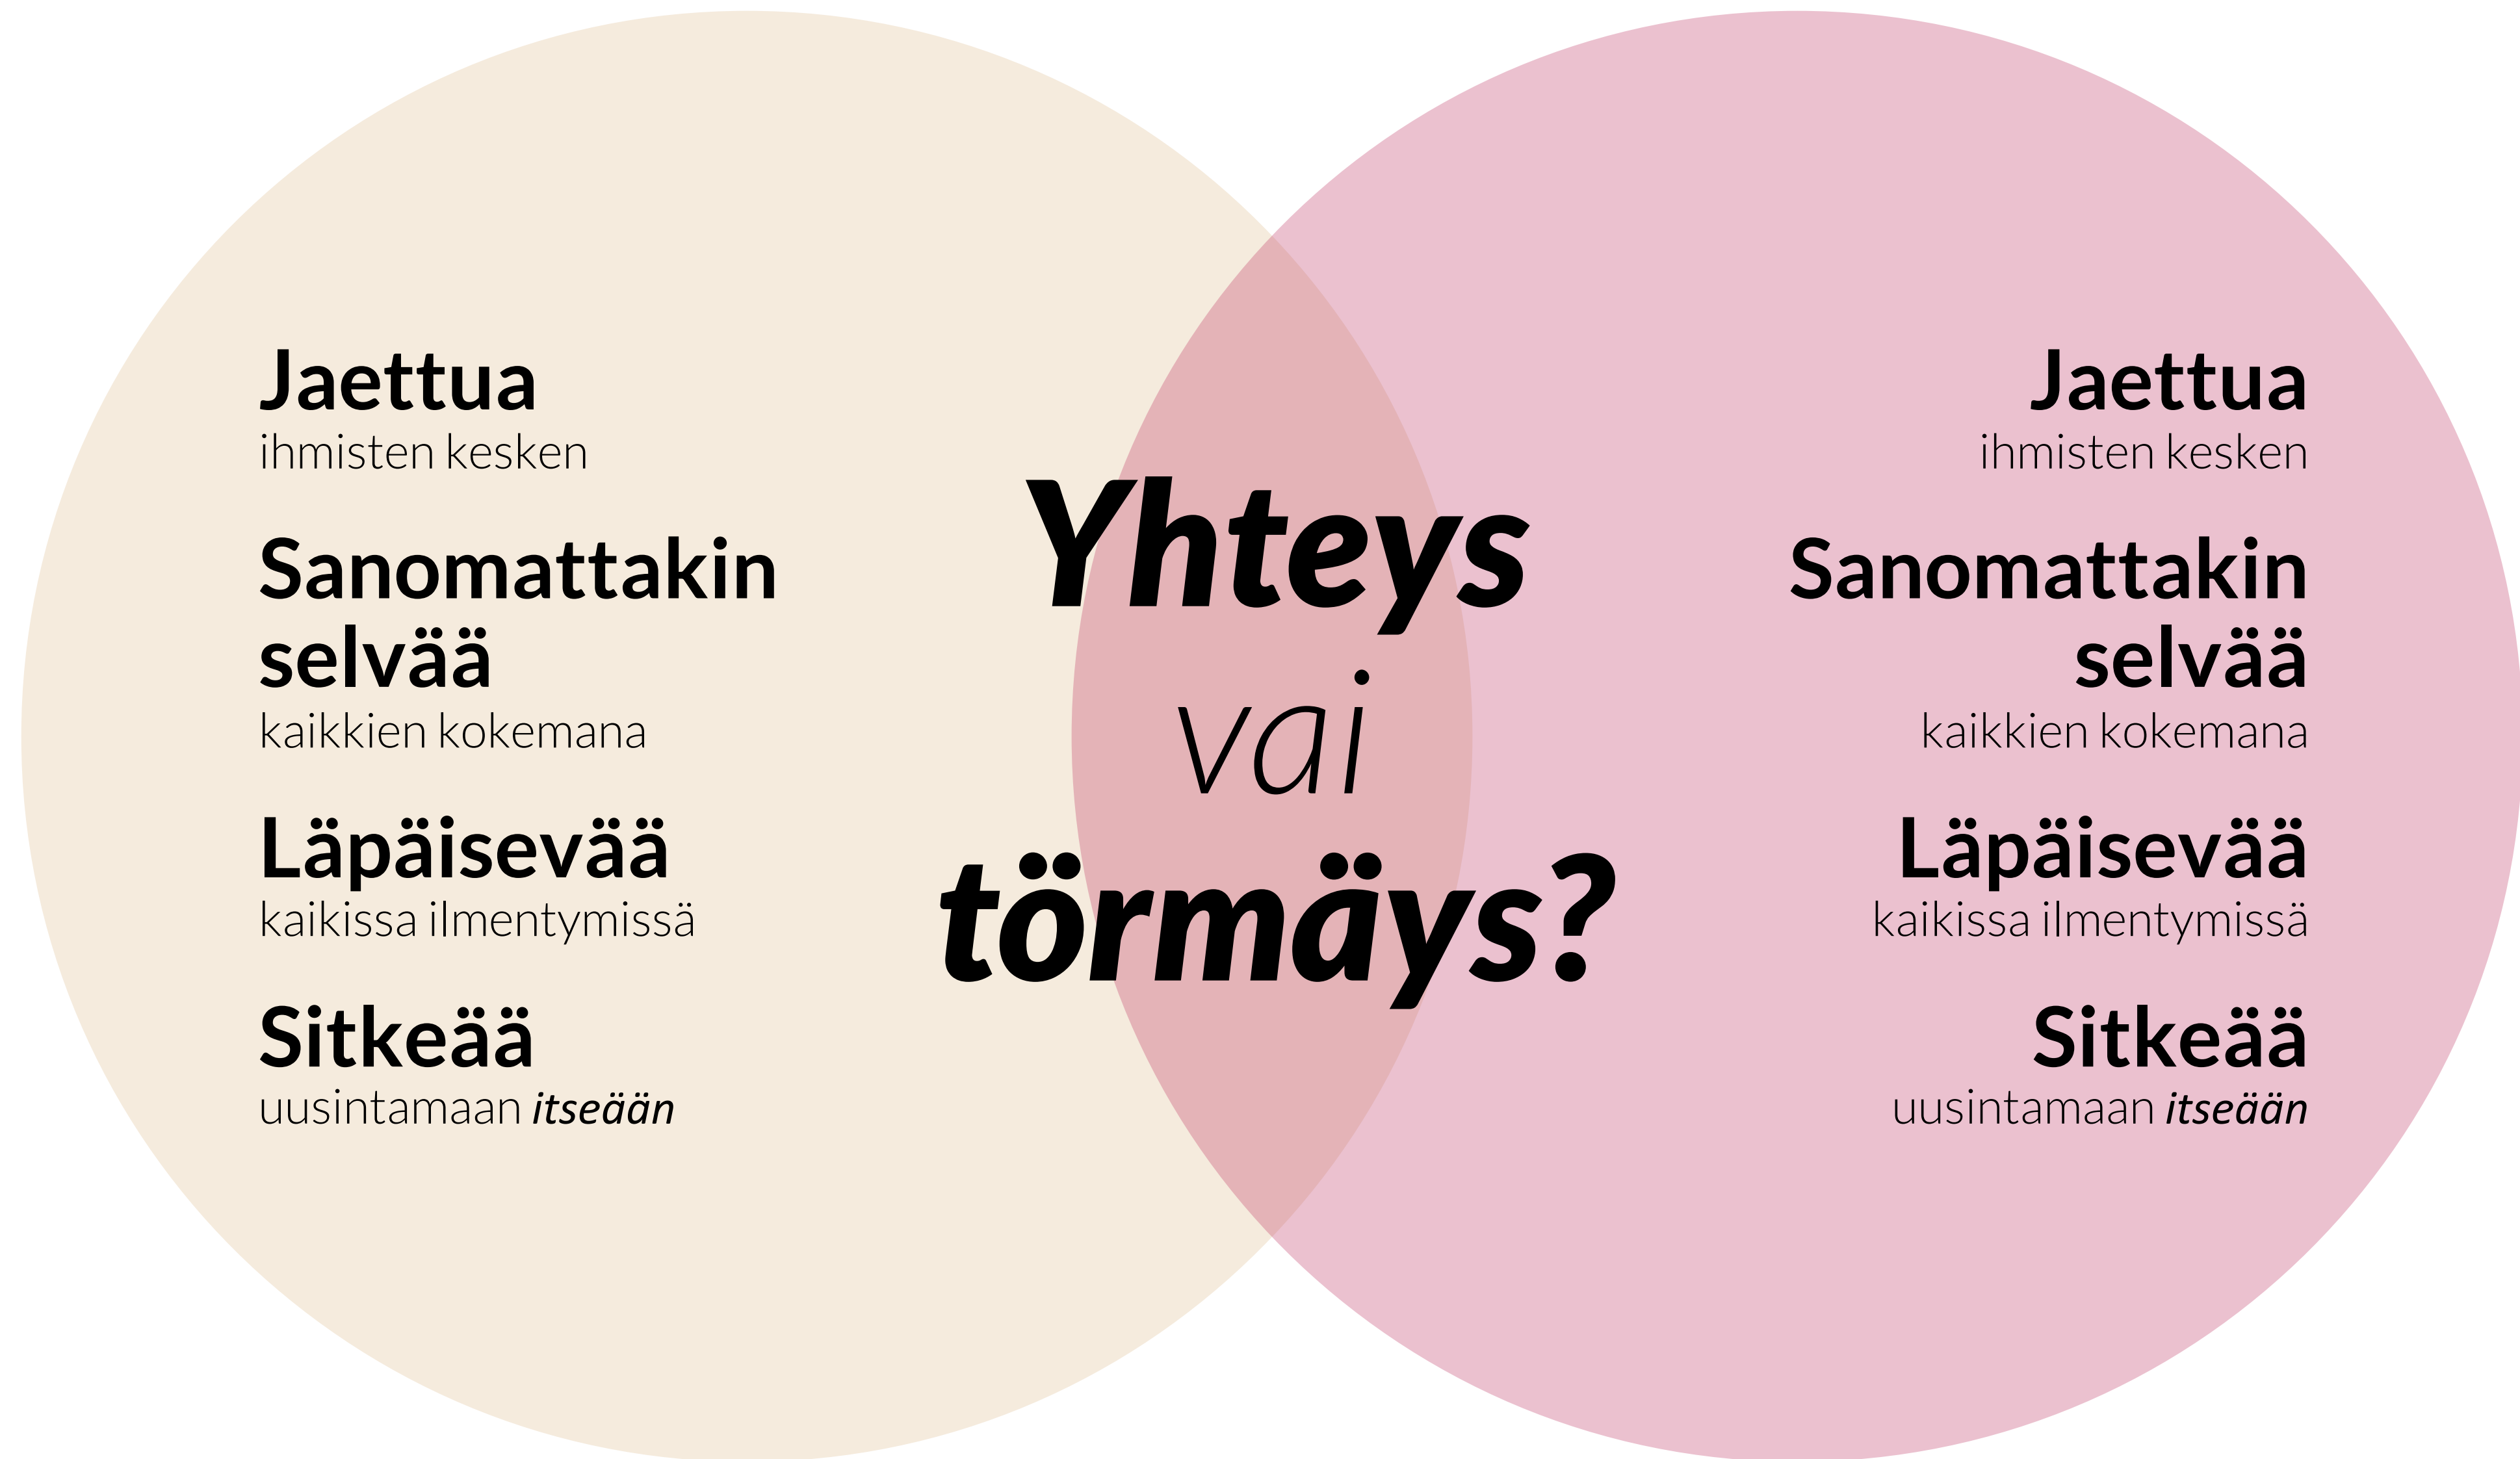 Jaettua
ihmisten kesken
Sanomattakin
selvää
kaikkien kokemana
Läpäisevää
kaikissa ilmentymissä
Sitkeää
uusintamaan itseään
Yhteys
vai
törmäys?
Jaettua
ihmisten kesken
Sanomattakin
selvää
kaikkien kokemana
Läpäisevää
kaikissa ilmentymissä
Sitkeää
uusintamaan itseään